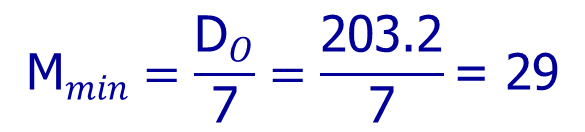 M_min = D_O/7 = 203.2/7 = 29